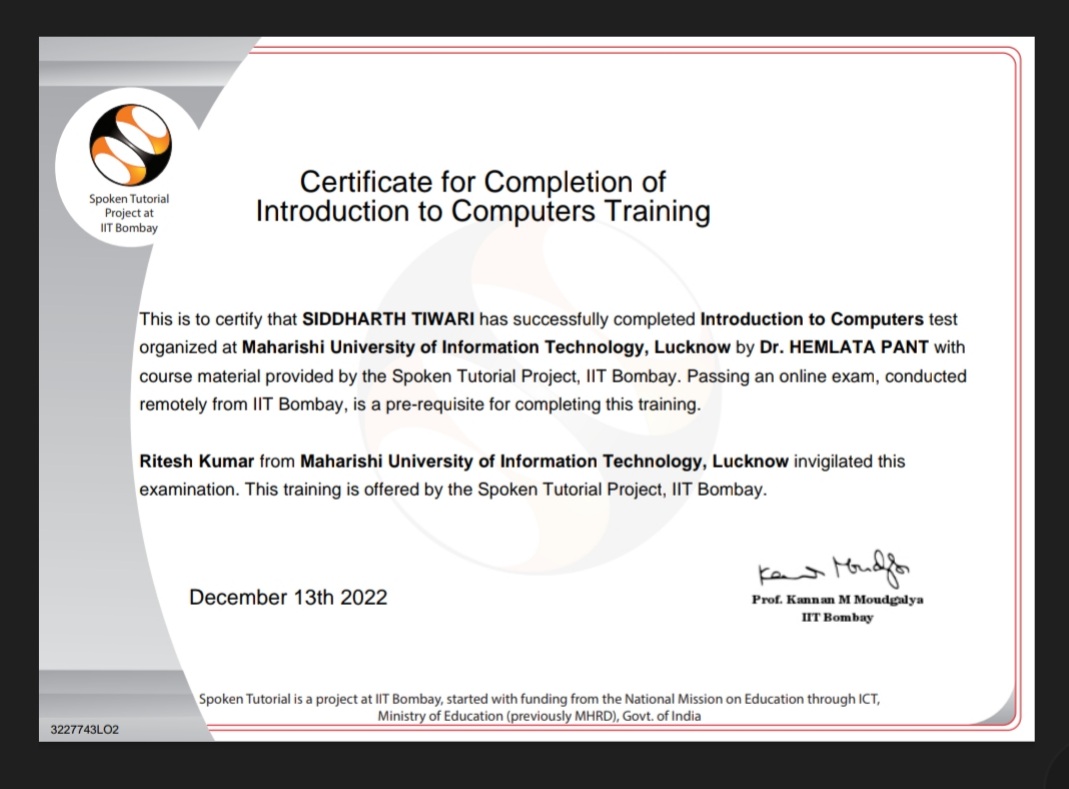 Spoken Tutorial
Project at
IIT Bombay
Certificate for Completion of
Introduction to Computers Training
This is to certify that SIDDHARTH TIWARI has successfully completed Introduction to Computers test
organized at Maharishi University of Information Technology, Lucknow by Dr. HEMLATA PANT with
course material provided by the Spoken Tutorial Project, IIT Bombay. Passing an online exam, conducted
remotely from IIT Bombay, is a pre-requisite for completing this training.
Ritesh Kumar from Maharishi University of Information Technology, Lucknow invigilated this
examination. This training is offered by the Spoken Tutorial Project, IIT Bombay.
December 13th 2022
Prof. Kannan M Moudgalya
IIT Bombay
Spoken Tutorial is a project at IIT Bombay, started with funding from the National Mission on Education through ICT,
Ministry of Education (previously MHRD), Govt. of India
3227743LO2